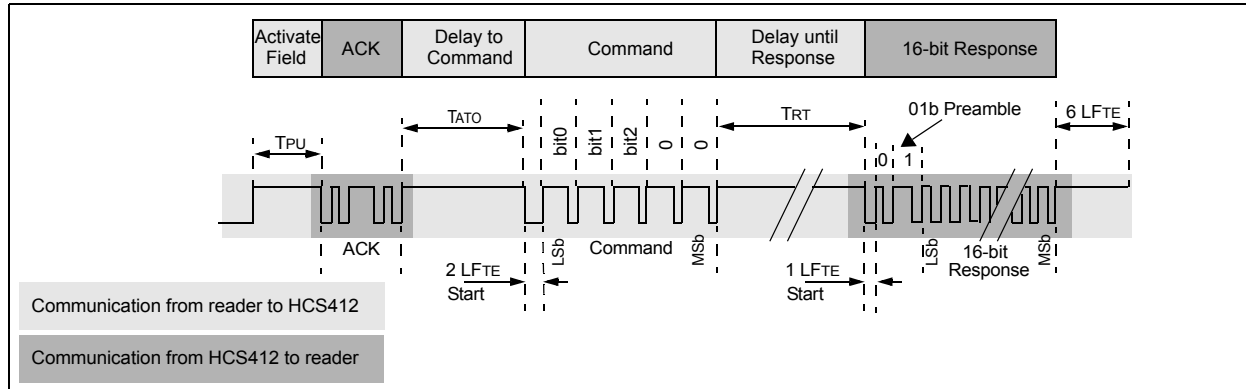 Activate Field
ACK
Delay to Command
Command
Delay until Response
16-bit Response
TPU
TATO
bit0
bit1
bit2
0
0
TRT
01b Preamble
0
1
6 LFTE
ACK
LSb
Command
MSb
LSb
16-bit
Response
MSb
2 LFTE
Start
1 LFTE
Start
Communication from reader to HCS412
Communication from HCS412 to reader